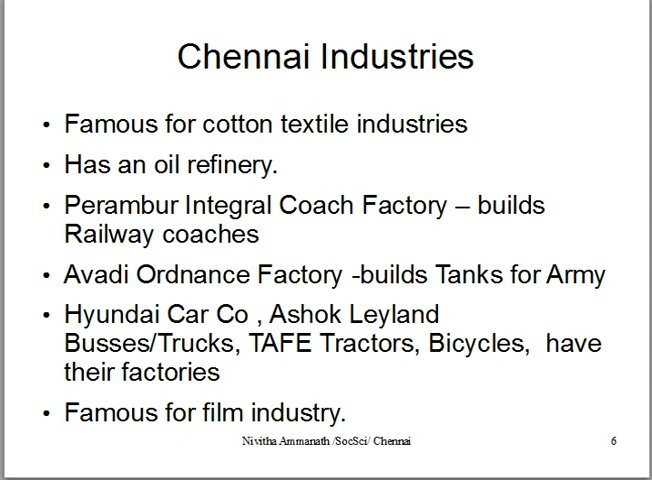 Chennai Industries
• Famous for cotton textile industries
• Has an oil refinery.
• Perambur Integral Coach Factory – builds
Railway coaches
• Avadi Ordnance Factory -builds Tanks for Army
• Hyundai Car Co , Ashok Leyland
Busses/Trucks, TAFE Tractors, Bicycles,  have
their factories
• Famous for film industry.
Nivitha Ammanath /SocSci/ Chennai
6